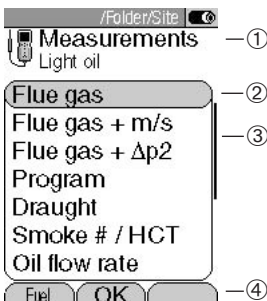 /Folder/Site
Measurements ①
Light oil
Flue gas ②
Flue gas + m/s
③
Flue gas + Δp2
Program
Draught
Smoke # / HCT
Oil flow rate
Fuel OK ④